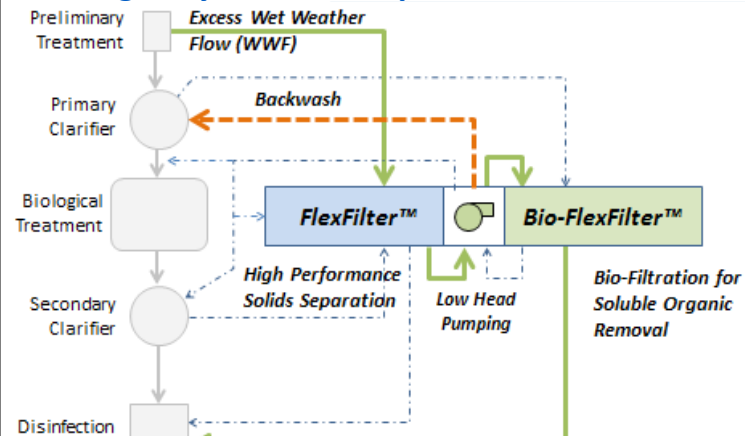 Preliminary
Treatment
Excess Wet Weather
Flow (WWF)
Primary
Clarifier
Backwash
Biological
Treatment
FlexFilter™
Bio-FlexFilter™
High Performance
Solids Separation
Low Head
Pumping
Bio-Filtration for
Soluble Organic
Removal
Secondary
Clarifier
Disinfection